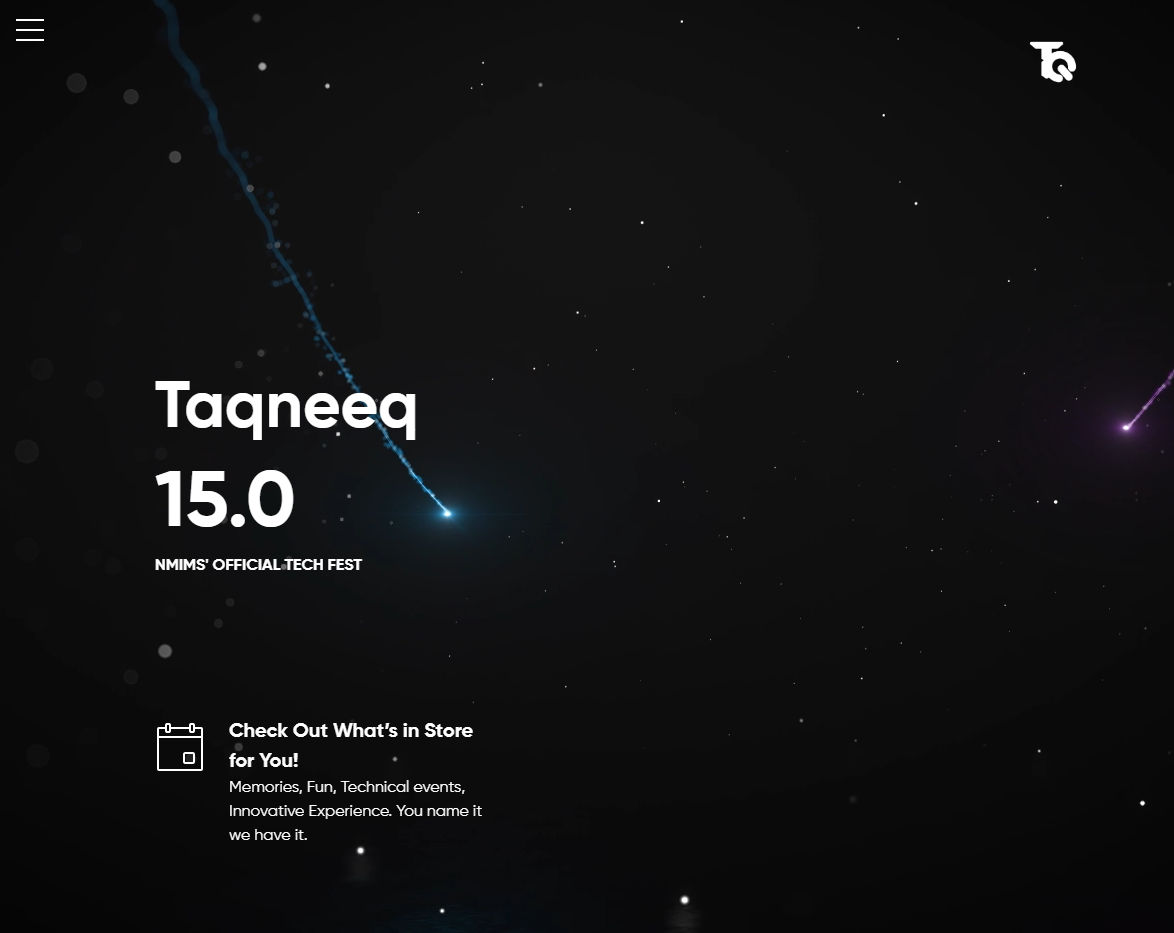 TQ
Taqneeq
15.0
NMIMS' OFFICIAL TECH FEST
Check Out What's in Store
for You!
Memories, Fun, Technical events,
Innovative Experience. You name it
we have it.